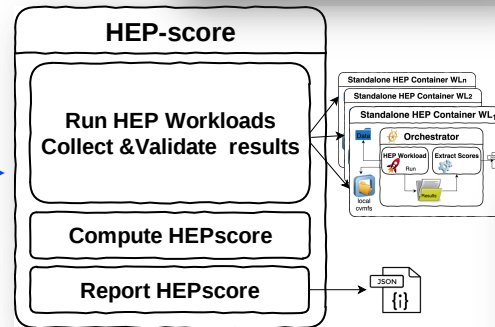 HEP-score
Run HEP Workloads
Collect &Validate results
Compute HEPscore
Report HEPscore
Standalone HEP Container WLn
Standalone HEP Container WL2
Standalone HEP Container WL1
Data
Orchestrator
HEP Workload
Run
Extract Scores
Results
local
cvmfs
JSON
{i}